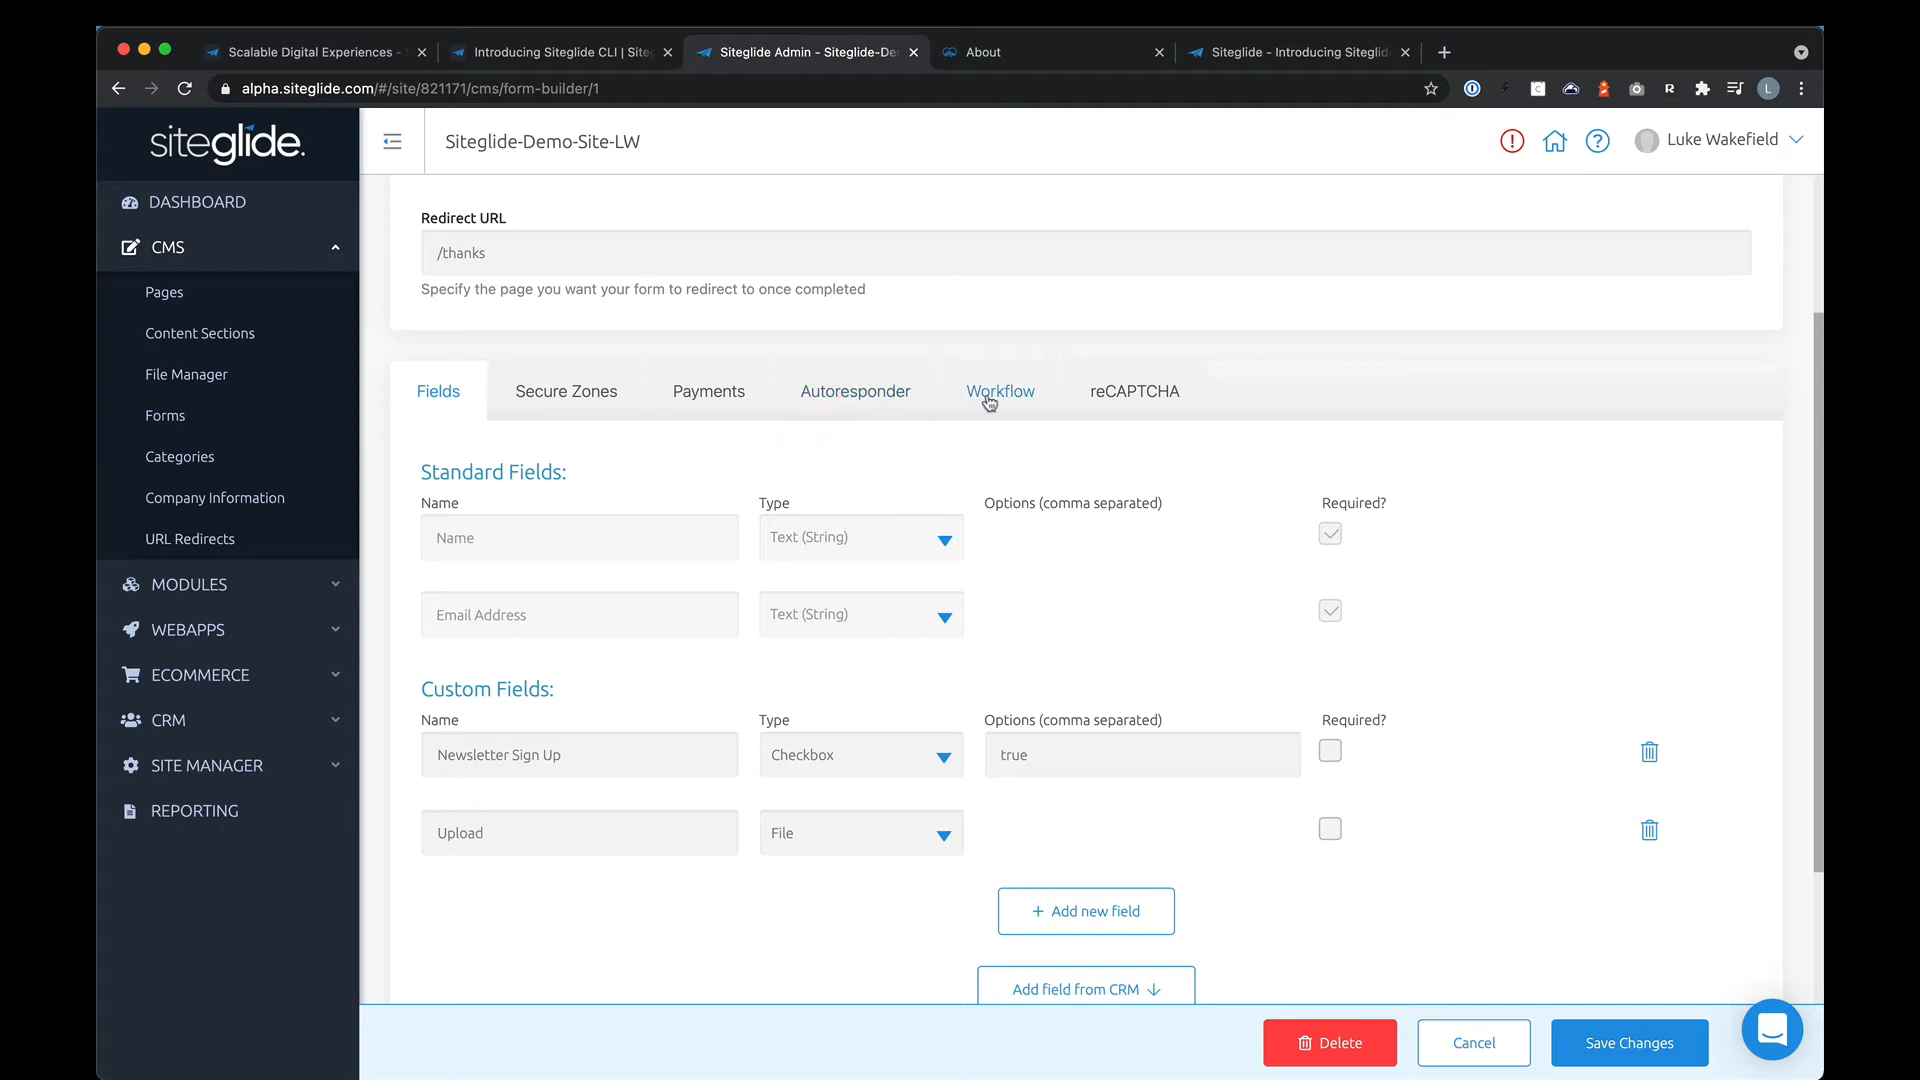 Scalable Digital Experiences -
Introducing Siteglide CLI | Site
Siteglide Admin - Siteglide-De
About
Siteglide - Introducing Siteglid
alpha.siteglide.com/#/site/821171/cms/form-builder/1
siteglide.
Siteglide-Demo-Site-LW
Luke Wakefield
DASHBOARD
CMS
Pages
Content Sections
File Manager
Forms
Categories
Company Information
URL Redirects
MODULES
WEBAPPS
ECOMMERCE
CRM
SITE MANAGER
REPORTING
Redirect URL
/thanks
Specify the page you want your form to redirect to once completed
Fields Secure Zones Payments Autoresponder Workflow reCAPTCHA
Standard Fields:
Name Type Options (comma separated) Required?
Name Text (String)
Email Address Text (String)
Custom Fields:
Name Type Options (comma separated) Required?
Newsletter Sign Up Checkbox true
Upload File
+ Add new field
Add field from CRM
Delete Cancel Save Changes